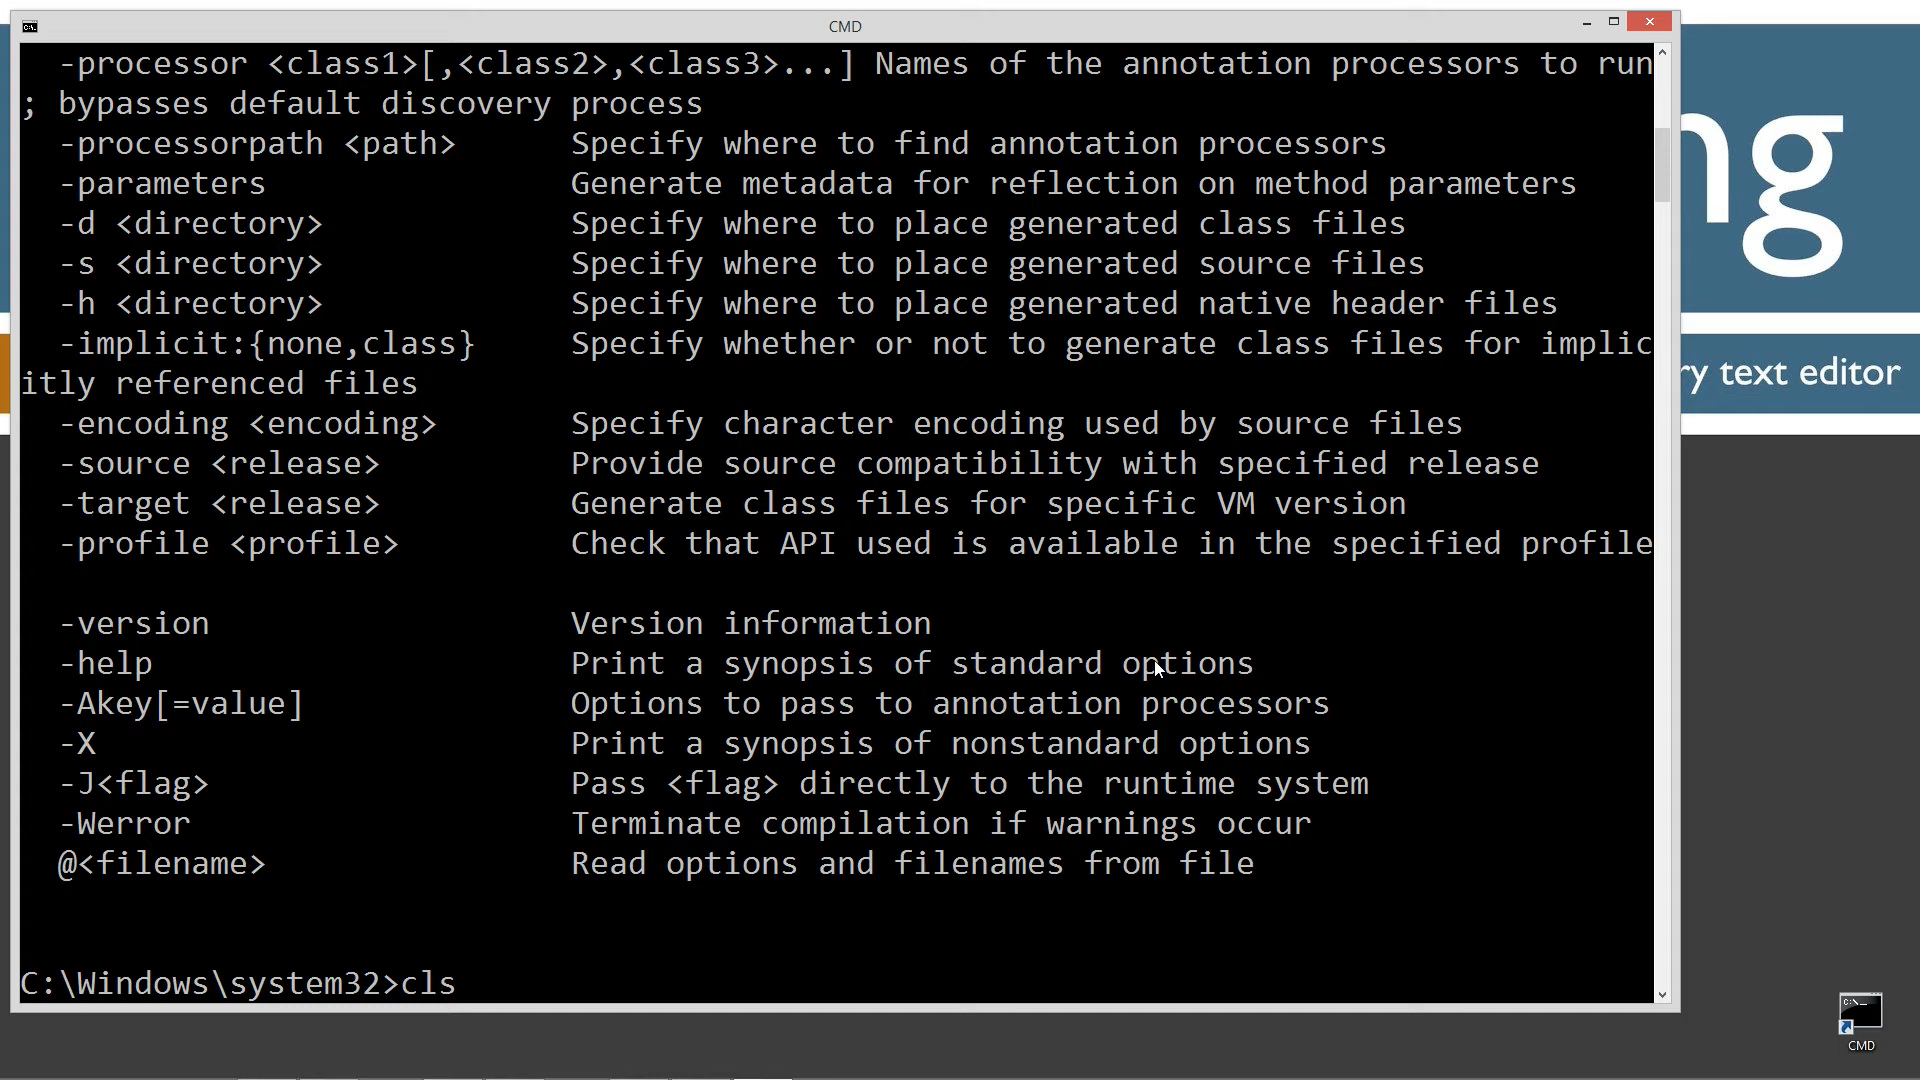 CMD
-processor <class1>[,<class2>,<class3>...] Names of the annotation processors to run
; bypasses default discovery process
-processorpath <path> Specify where to find annotation processors
-parameters Generate metadata for reflection on method parameters
-d <directory> Specify where to place generated class files
-s <directory> Specify where to place generated source files
-h <directory> Specify where to place generated native header files
-implicit:{none,class} Specify whether or not to generate class files for implic
itly referenced files
-encoding <encoding> Specify character encoding used by source files
-source <release> Provide source compatibility with specified release
-target <release> Generate class files for specific VM version
-profile <profile> Check that API used is available in the specified profile
-version Version information
-help Print a synopsis of standard options
-Akey[=value] Options to pass to annotation processors
-X Print a synopsis of nonstandard options
-J<flag> Pass <flag> directly to the runtime system
-Werror Terminate compilation if warnings occur
@<filename> Read options and filenames from file
C:\Windows\system32>cls
ng
ry text editor
CMD